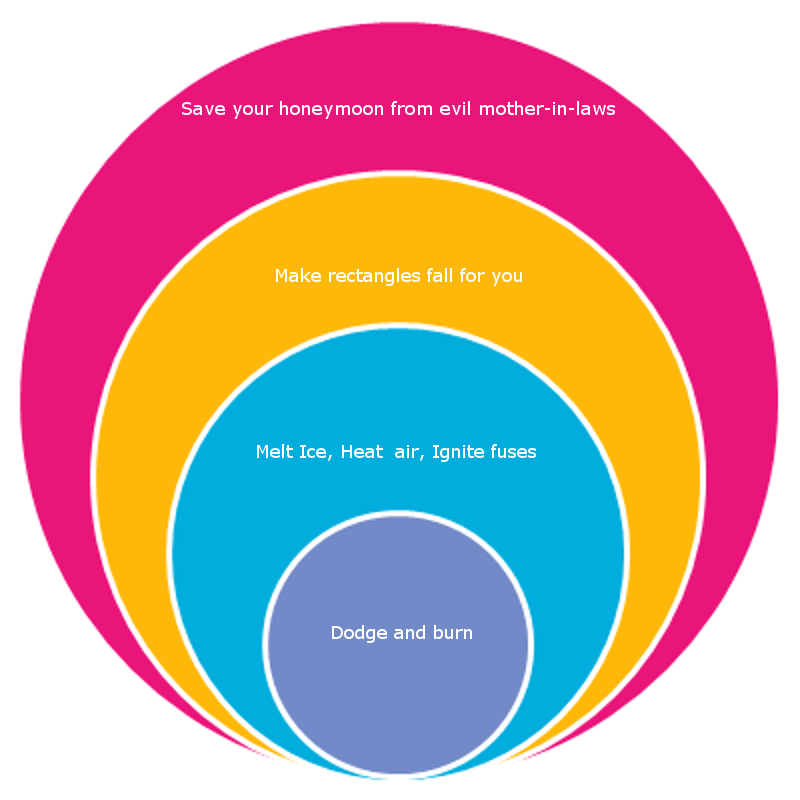 Save your honeymoon from evil mother-in-laws
Make rectangles fall for you
Melt Ice, Heat  air, Ignite fuses
Dodge and burn